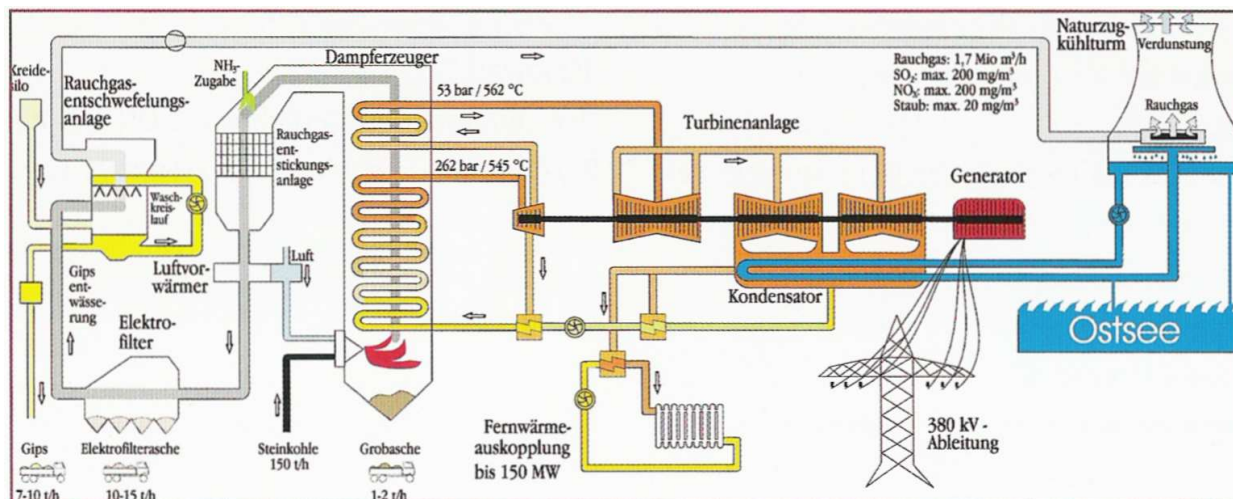 Naturzug-
kühlturm
Verdunstung
Rauchgas: 1,7 Mio m³/h
SO₂: max. 200 mg/m³
NOₓ: max. 200 mg/m³
Staub: max. 20 mg/m³
Rauchgas
NH₃-
Zugabe
Dampferzeuger
Kreide-
silo
Rauchgas
entschwefelungs-
anlage
53 bar / 562 °C
Turbinenanlage
Rauchgas
ent-
stickungs-
anlage
262 bar / 545 °C
Generator
Wasch-
kreis-
lauf
Gips
ent
wässe-
rung
Luftvor-
wärmer
Luft
Kondensator
Elektro-
filter
Ostsee
Gips
7-10 t/h
Elektrofilterasche
10-15 t/h
Steinkohle
150 t/h
Grobasche
1-2 t/h
Fernwärme-
auskopplung
bis 150 MW
380 kV -
Ableitung